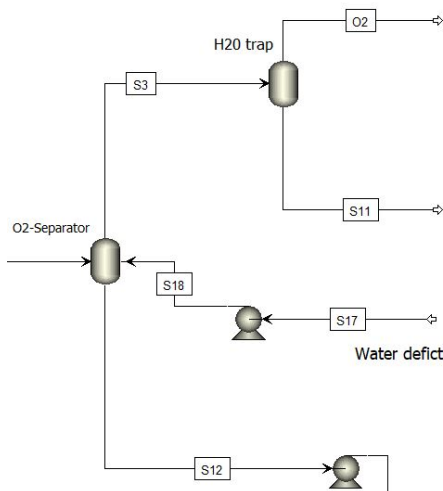 O2
H20 trap
S3
S11
O2-Separator
S18
S17
Water defict
S12